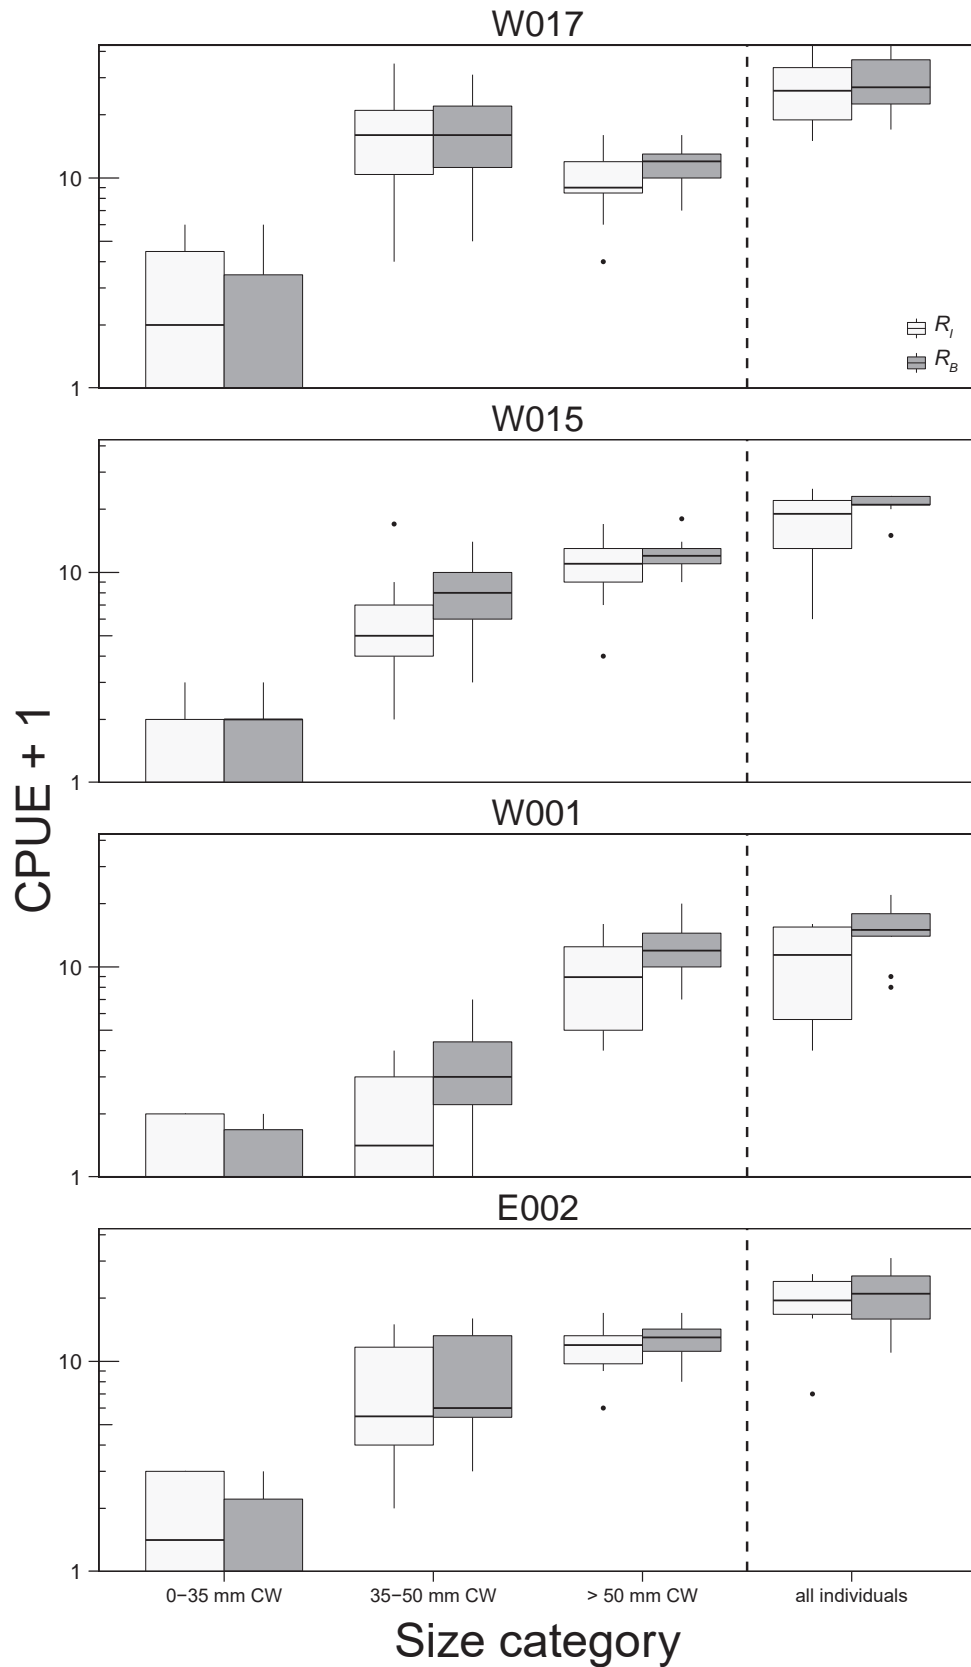 W017
10
1
R_I
R_B
W015
10
1
CPUE + 1
W001
10
1
E002
10
1
0−35 mm CW
35−50 mm CW
> 50 mm CW
all individuals
Size category